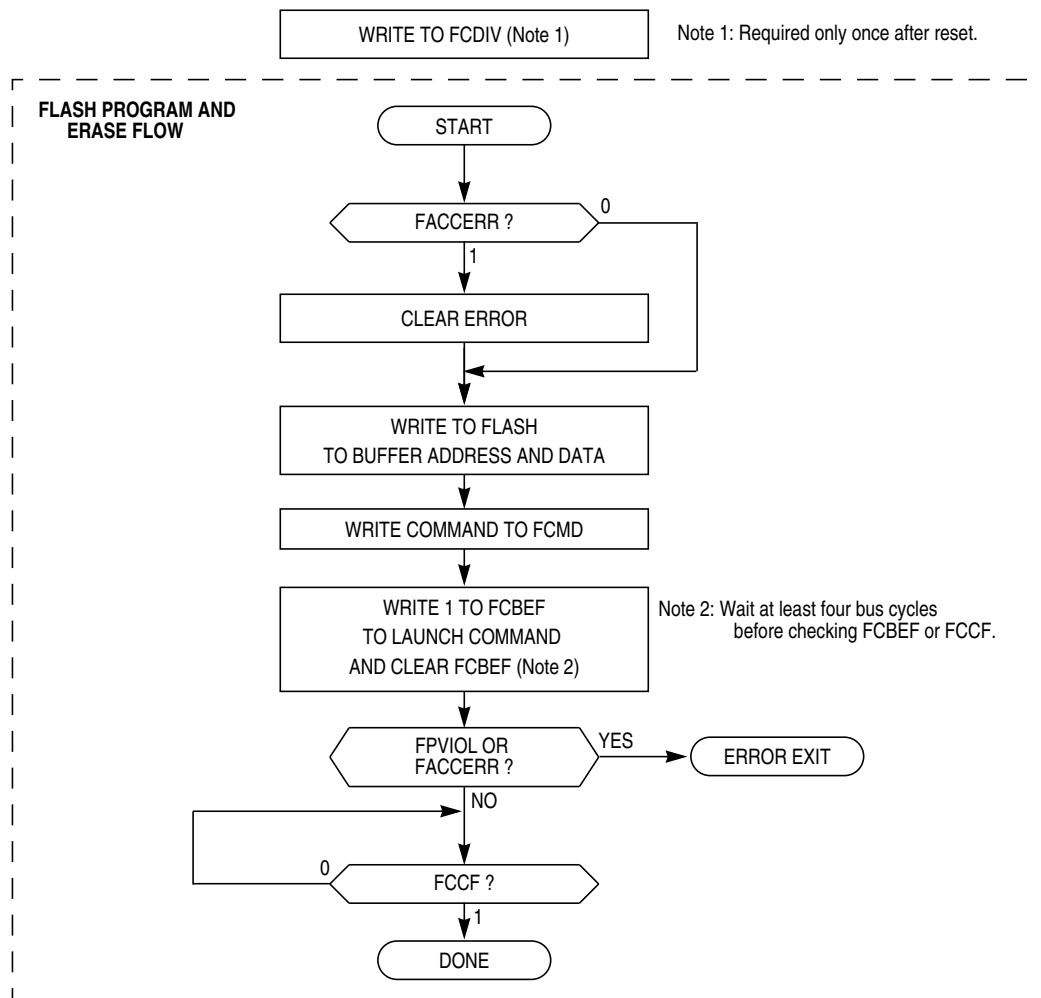 WRITE TO FCDIV (Note 1)
Note 1: Required only once after reset.
FLASH PROGRAM AND
ERASE FLOW
START
FACCERR ?
0
1
CLEAR ERROR
WRITE TO FLASH
TO BUFFER ADDRESS AND DATA
WRITE COMMAND TO FCMD
WRITE 1 TO FCBEF
TO LAUNCH COMMAND
AND CLEAR FCBEF (Note 2)
Note 2: Wait at least four bus cycles
before checking FCBEF or FCCF.
FPVIOL OR
FACCERR ?
YES
ERROR EXIT
NO
0
FCCF ?
1
DONE